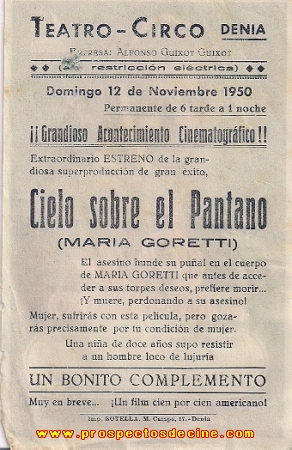 TEATRO-CIRCO DENIA
EMPRESA: ALFONSO GUIXOT GUIXOT
restricción eléctrica)
Domingo 12 de Noviembre 1950
Permanente de 6 tarde a 1 noche
¡¡Grandioso Acontecimiento Cinematográfico!!
Extraordinario ESTRENO de la gran-
diosa superproducción de gran éxito,
Cielo sobre el Pantano
(MARIA GORETTI)
El asesino hunde su puñal en el cuerpo
de MARIA GORETTI que antes de acce-
der a sus torpes deseos, prefiere morir...
¡Y muere, perdonando a su asesino!
Mujer, sufrirás con esta película, pero goza-
rás precisamente por tu condición de mujer.
Una niña de doce años supo resistir
a un hombre loco de lujuria
UN BONITO COMPLEMENTO
Muy en breve... ¡Un film cien por cien americano!
Imp. BOTELLA, M. Campo, 17.-Denia
www.prospectosdecine.com